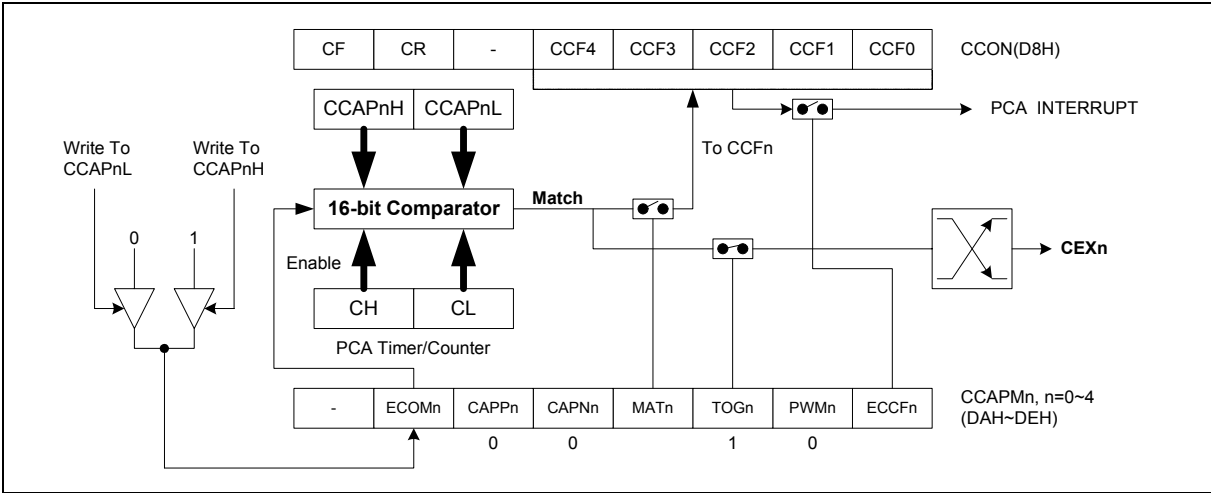 CF CR - CCF4 CCF3 CCF2 CCF1 CCF0 CCON(D8H)
CCAPnH CCAPnL
PCA INTERRUPT
Write To
CCAPnL
Write To
CCAPnH
To CCFn
16-bit Comparator
Match
0 1
Enable
CEXn
CH CL
PCA Timer/Counter
- ECOMn CAPPn CAPNn MATn TOGn PWMn ECCFn
CCAPMn, n=0~4
(DAH~DEH)
0 0 1 0